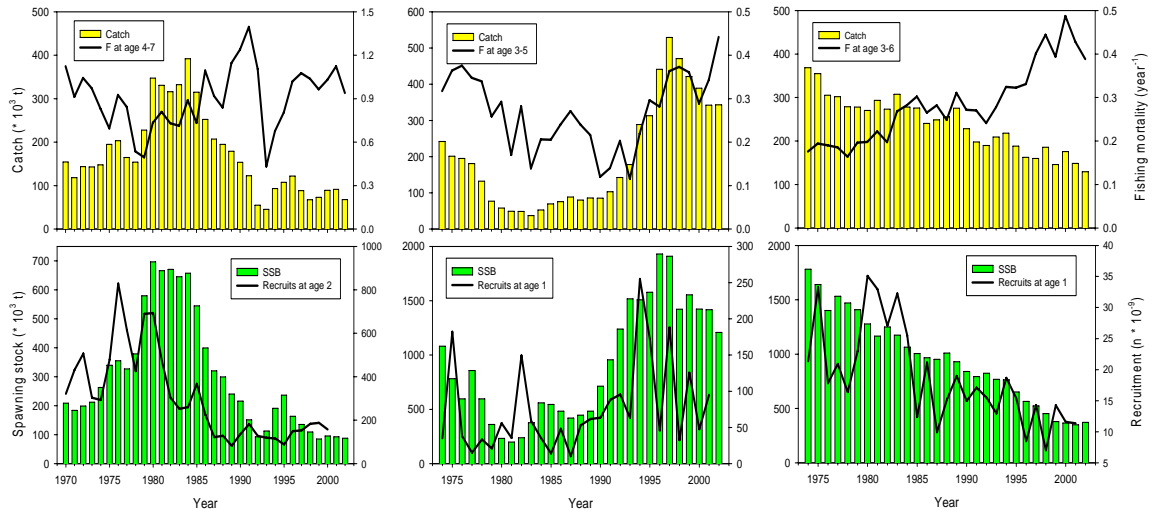 500 1.5 600 0.5 500 0.5
Catch
F at age 4-7
Catch
F at age 3-5
Catch
F at age 3-6
400 1.2 500 0.4 400 0.4
300 0.9 400 0.3 300 0.3
200 0.6 300 0.2 200 0.2
100 0.3 200 0.1 100 0.1
100
0 0.0 0 0.0 0 0.0
Catch (* 10³ t)
Fishing mortality (year⁻¹)
1000 2000 300 2000 40
700 800 250 35
SSB
Recruits at age 2
SSB
Recruits at age 1
SSB
Recruits at age 1
600 1500 1500 30
500 600 200 25
400 1000 150 1000
300 400 100 20
200 500 500 15
100 200 50 10
0 0 0 0 0 5
Spawning stock (* 10³ t)
Recruitment (n * 10⁻⁹)
1970 1975 1980 1985 1990 1995 2000
1975 1980 1985 1990 1995 2000
1975 1980 1985 1990 1995 2000
Year Year Year